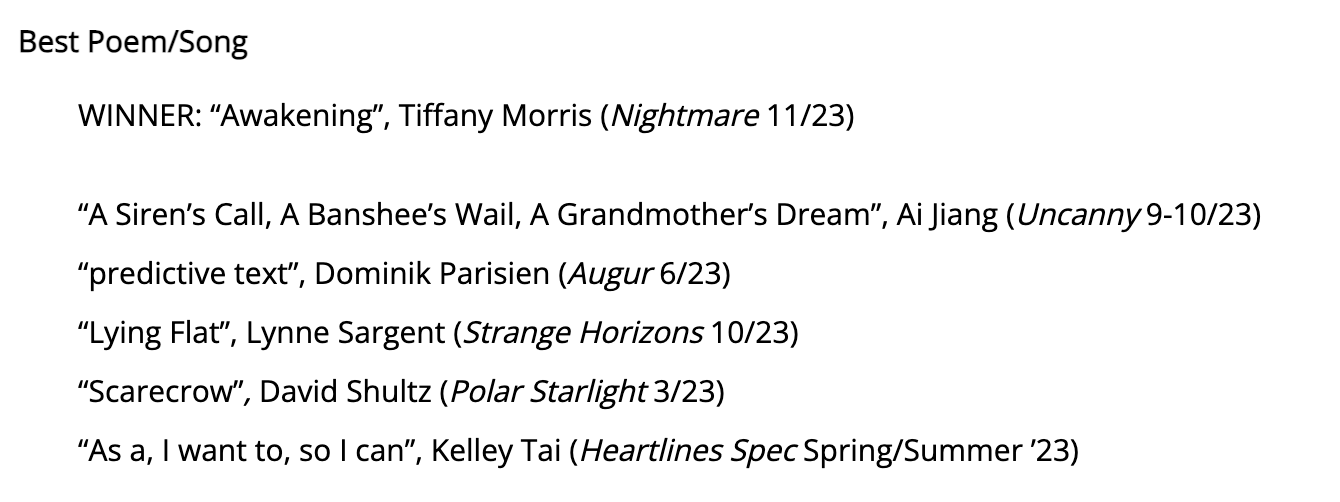 Best Poem/Song
WINNER: “Awakening”, Tiffany Morris (Nightmare 11/23)
“A Siren’s Call, A Banshee’s Wail, A Grandmother’s Dream”, Ai Jiang (Uncanny 9-10/23)
“predictive text”, Dominik Parisien (Augur 6/23)
“Lying Flat”, Lynne Sargent (Strange Horizons 10/23)
“Scarecrow”, David Shultz (Polar Starlight 3/23)
“As a, I want to, so I can”, Kelley Tai (Heartlines Spec Spring/Summer ’23)